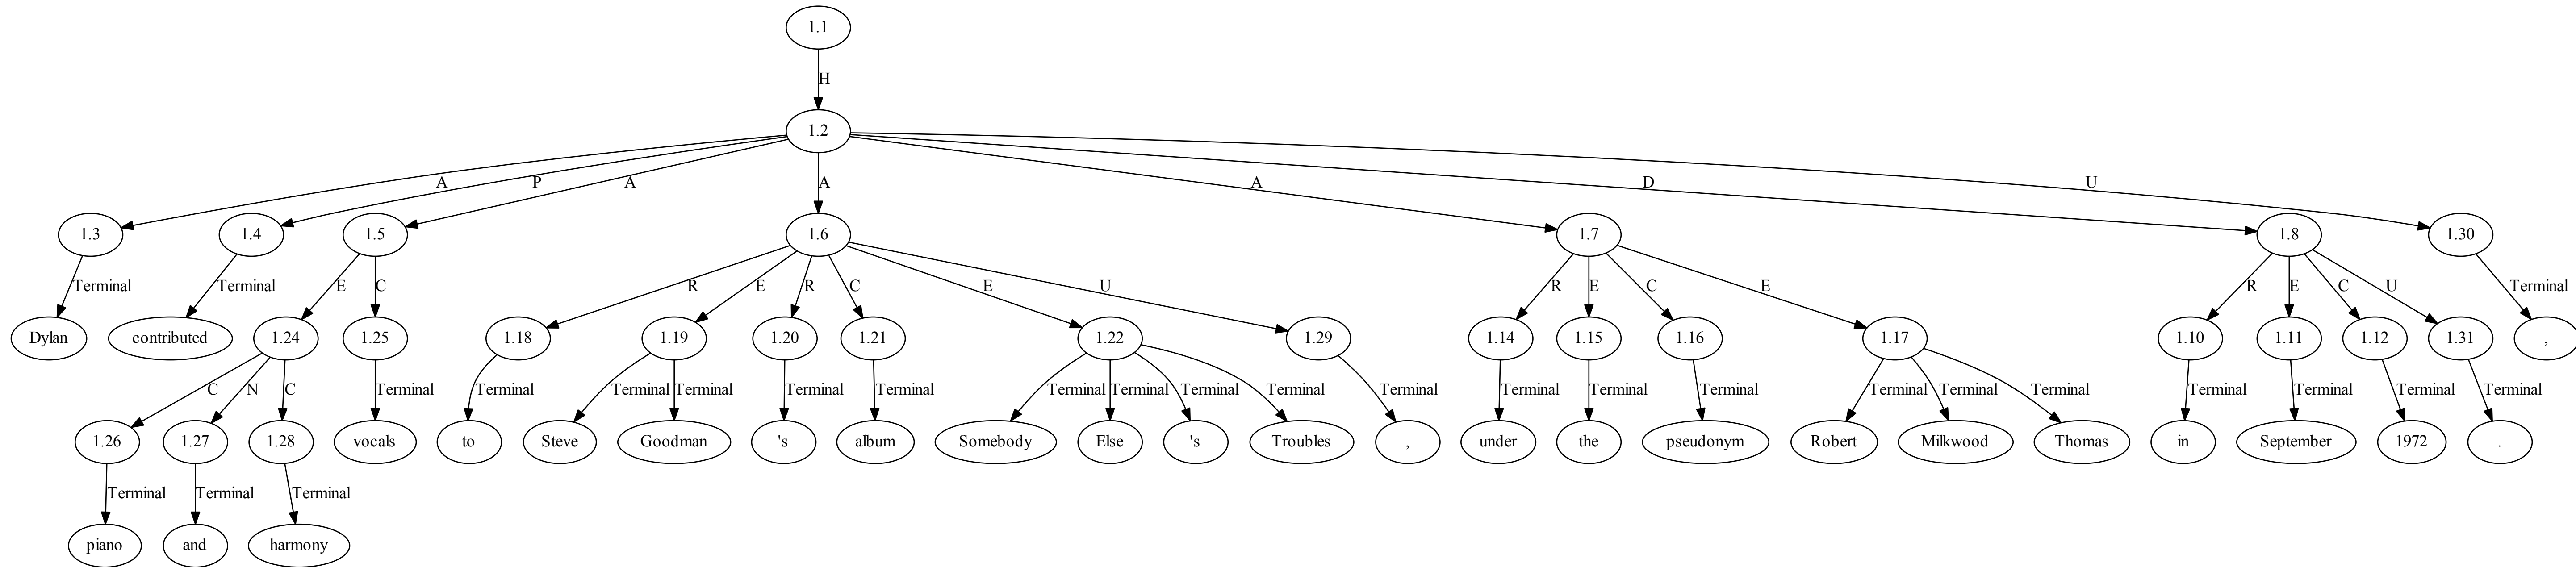 1.1
H
1.2
A P A A A D U
1.3 1.4 1.5 1.6 1.7 1.8 1.30
Terminal Terminal E C R E R C E U R E C E R E C U Terminal
Dylan contributed 1.24 1.25 1.18 1.19 1.20 1.21 1.22 1.29 1.14 1.15 1.16 1.17 1.10 1.11 1.12 1.31 ,
C N C Terminal Terminal Terminal Terminal Terminal Terminal Terminal Terminal Terminal Terminal Terminal Terminal Terminal Terminal Terminal Terminal Terminal Terminal Terminal Terminal Terminal
1.26 1.27 1.28 vocals to Steve Goodman 's album Somebody Else 's Troubles , under the pseudonym Robert Milkwood Thomas in September 1972 .
Terminal Terminal Terminal
piano and harmony